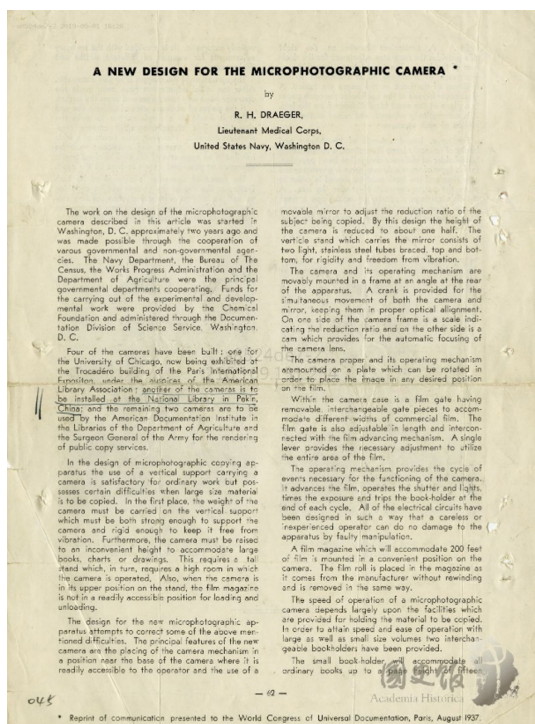 A NEW DESIGN FOR THE MICROPHOTOGRAPHIC CAMERA *
by
R. H. DRAEGER,
Lieutenant Medical Corps,
United States Navy, Washington D. C.
The work on the design of the microphotographic
camera described in this article was started in
Washington, D. C. approximately two years ago and
was made possible through the cooperation of
varous governmental and non-governmental agen-
cies. The Navy Department, the Bureau of The
Census, the Works Progress Administration and the
Department of Agriculture were the principal
governmental departments cooperating. Funds for
the carrying out of the experimental and develop-
mental work were provided by the Chemical
Foundation and administered through the Documen-
tation Division of Science Service, Washington,
D. C.
Four of the cameras have been built : one for
the University of Chicago, now being exhibited at
the Trocadéro building of the Paris International
Expositon, under the auspices of the American
Library Association ; another of the cameras is to
be installed at the National Library in Pekin,
China; and the remaining two cameras are to be
used by the American Documentation Institute in
the Libraries of the Department of Agriculture and
the Surgeon General of the Army for the rendering
of public copy services.
In the design of microphotographic copying ap-
paratus the use of a vertical support carrying a
camera is satisfactory for ordinary work but pos-
sesses certain difficulties when large size material
is to be copied. In the first place, the weight of the
camera must be carried on the vertical support
which must be both strong enough to support the
camera and rigid enough to keep it free from
vibration. Furthermore, the camera must be raised
to an inconvenient height to accommodate large
books, charts or drawings. This requires a tall
stand which, in turn, requires a high room in which
the camera is operated. Also, when the camera is
in its upper position on the stand, the film magazine
is not in a readily accessible position for loading and
unloading.
The design for the new microphotographic ap-
paratus attempts to correct some of the above men-
tioned difficulties. The principal features of the new
camera are the placing of the camera mechanism in
a position near the base of the camera where it is
readily accessible to the operator and the use of a
movable mirror to adjust the reduction ratio of the
subject being copied. By this design the height of
the camera is reduced to about one half. The
verticle stand which carries the mirror consists of
two light, stainless steel tubes braced, top and bot-
tom, for rigidity and freedom from vibration.
The camera and its operating mechanism are
movably mounted in a frame at an angle at the rear
of the apparatus. A crank is provided for the
simultaneous movement of both the camera and
mirror, keeping them in proper optical allignment.
On one side of the camera frame is a scale indi-
cating the reduction ratio and on the other side is a
cam which provides for the automatic focusing of
the camera lens.
The camera proper and its operating mechanism
are mounted on a plate which can be rotated in
order to place the image in any desired position
on the film.
Within the camera case is a film gate having
removable, interchangeable gate pieces to accom-
modate different widths of commercial film. The
film gate is also adjustable in length and intercon-
nected with the film advancing mechanism. A single
lever provides the necessary adjustment to utilize
the entire area of the film.
The operating mechanism provides the cycle of
events necessary for the functioning of the camera.
It advances the film, operates the shutter and lights,
times the exposure and trips the book-holder at the
end of each cycle. All of the electrical circuits have
been designed in such a way that a careless or
inexperienced operator can do no damage to the
apparatus by faulty manipulation.
A film magazine which will accommodate 200 feet
of film is mounted in a convenient position on the
camera. The film roll is placed in the magazine as
it comes from the manufacturer without rewinding
and is removed in the same way.
The speed of operation of a microphotographic
camera depends largely upon the facilities which
are provided for holding the material to be copied.
In order to attain speed and ease of operation with
large as well as small size volumes two interchan-
geable bookholders have been provided.
The small book-holder will accommodate all
ordinary books up to a page height of fifteen
— 62 —
045
國史館
Academia Historica
* Reprint of communication presented to the World Congress of Universal Documentation, Paris, August 1937.